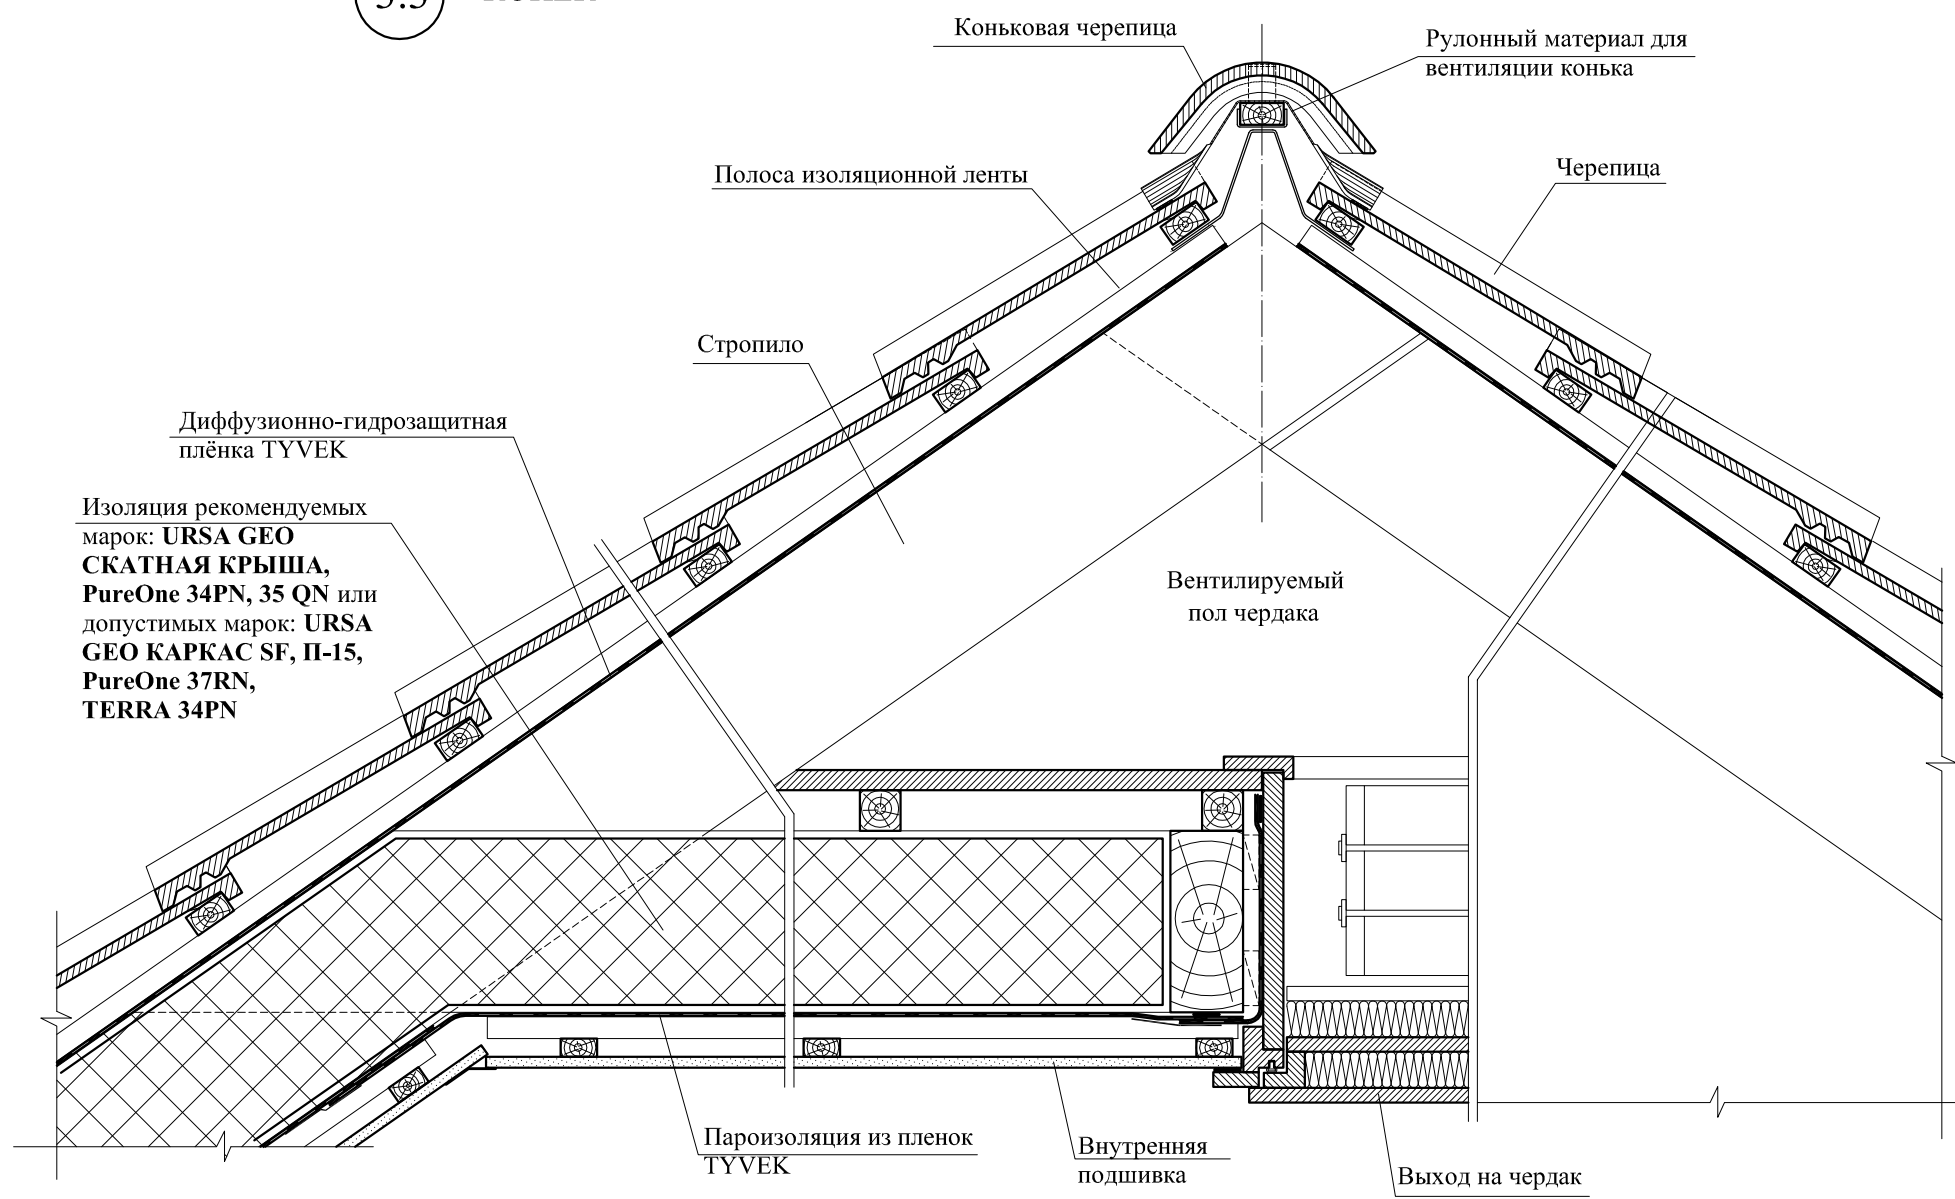 Коньковая черепица
Рулонный материал для
вентиляции конька
Полоса изоляционной ленты
Черепица
Стропило
Диффузионно-гидрозащитная
плёнка TYVEK
Изоляция рекомендуемых
марок: URSA GEO
СКАТНАЯ КРЫША,
PureOne 34PN, 35 QN или
допустимых марок: URSA
GEO КАРКАС SF, П-15,
PureOne 37RN,
TERRA 34PN
Вентилируемый
пол чердака
Пароизоляция из пленок
TYVEK
Внутренняя
подшивка
Выход на чердак